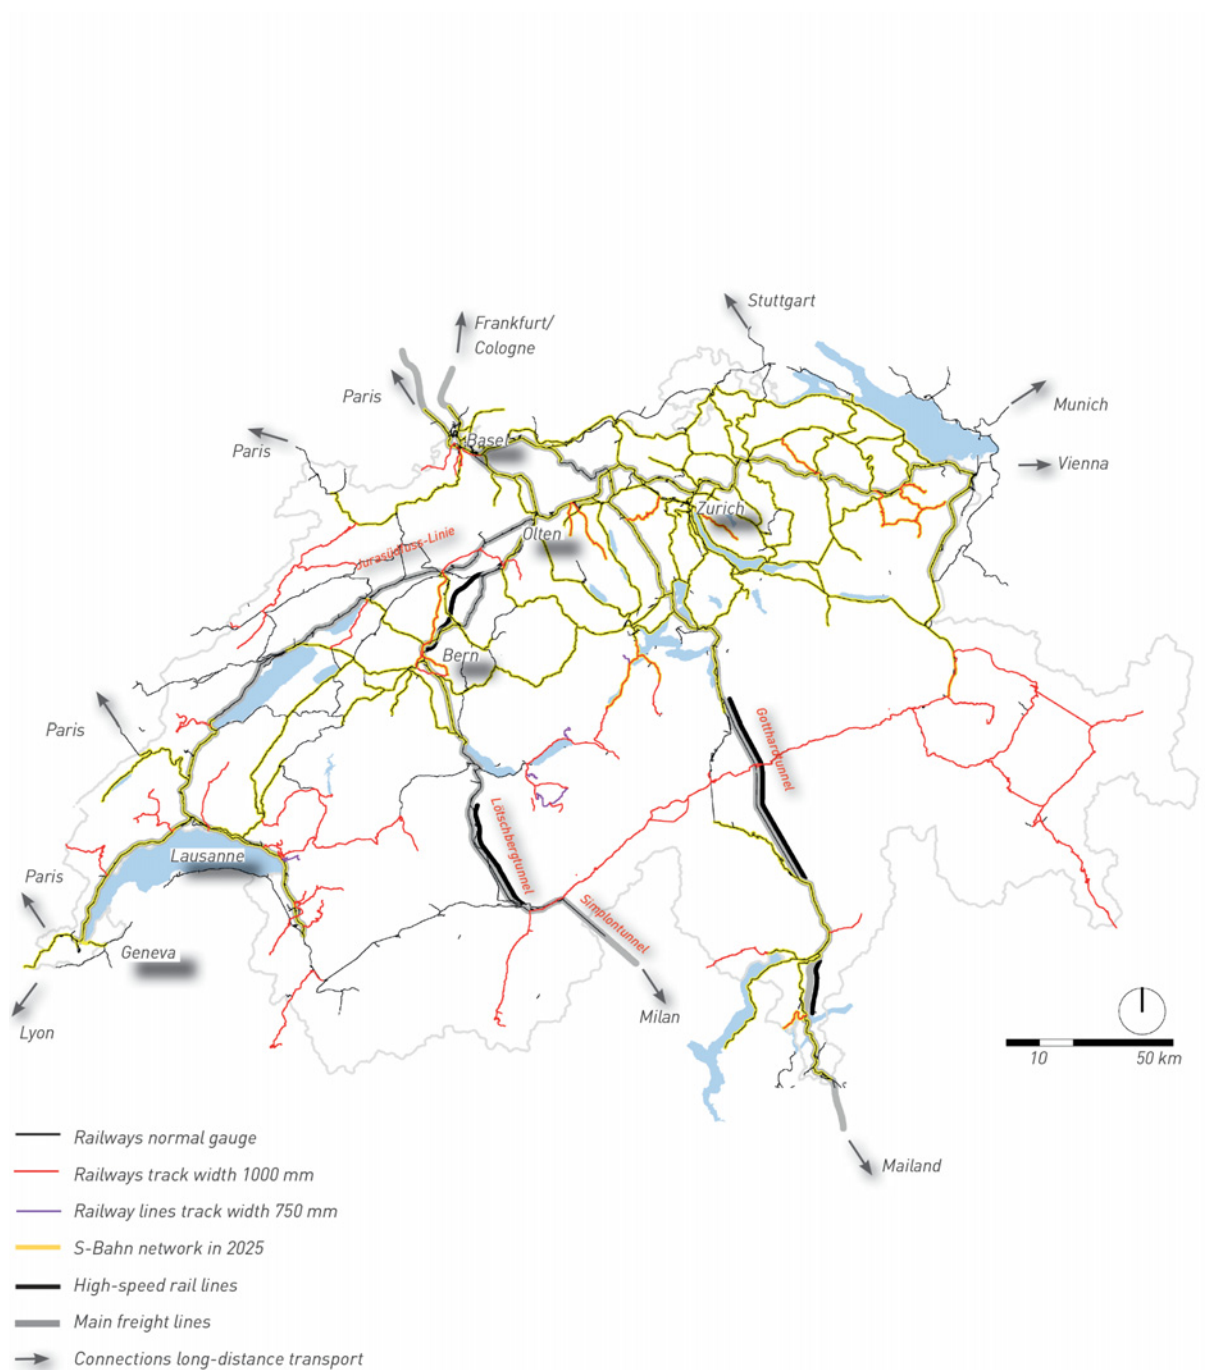 Stuttgart
Frankfurt/
Cologne
Paris
Munich
Paris
Basel
Vienna
Zurich
Olten
Jurasüdfuss-Linie
Bern
Paris
Gotthardtunnel
Lötschbergtunnel
Lausanne
Paris
Simplontunnel
Geneva
Milan
Lyon
10
50 km
Railways normal gauge
Mailand
Railways track width 1000 mm
Railway lines track width 750 mm
S-Bahn network in 2025
High-speed rail lines
Main freight lines
Connections long-distance transport